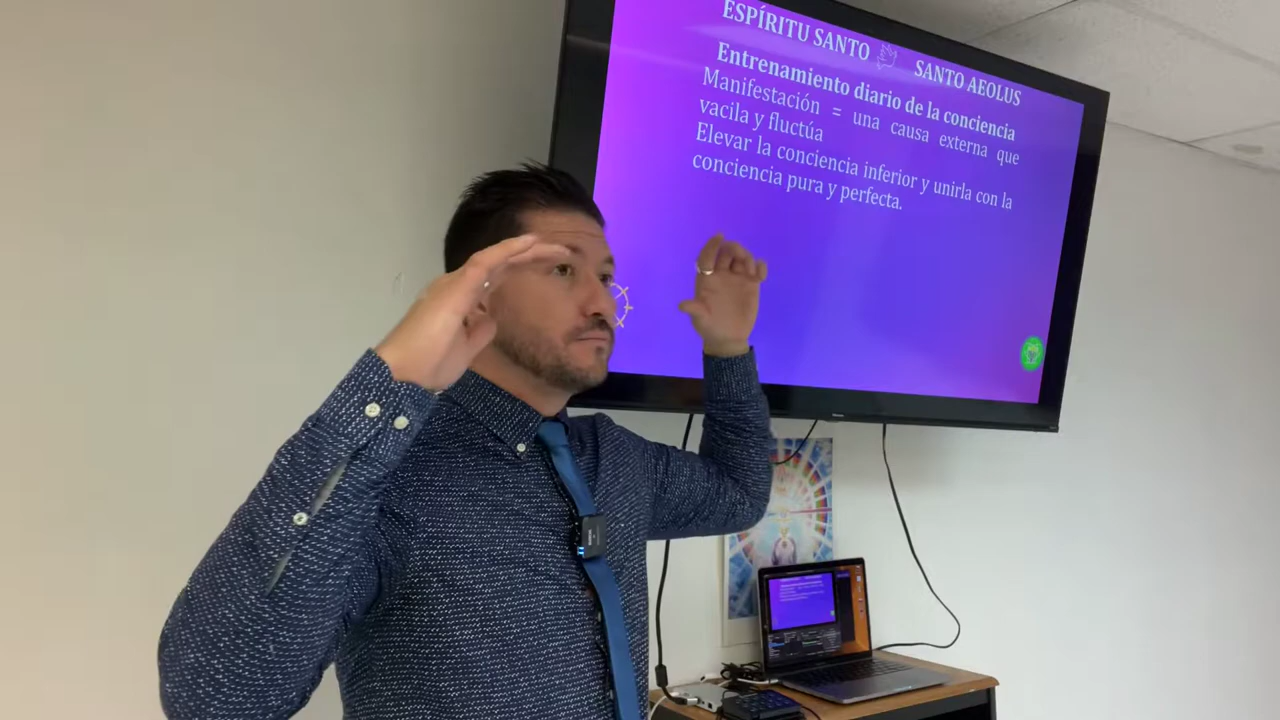 ESPÍRITU SANTO SANTO AEOLUS
Entrenamiento diario de la conciencia
Manifestación = una causa externa que
vacila y fluctúa
Elevar la conciencia inferior y unirla con la
conciencia pura y perfecta.